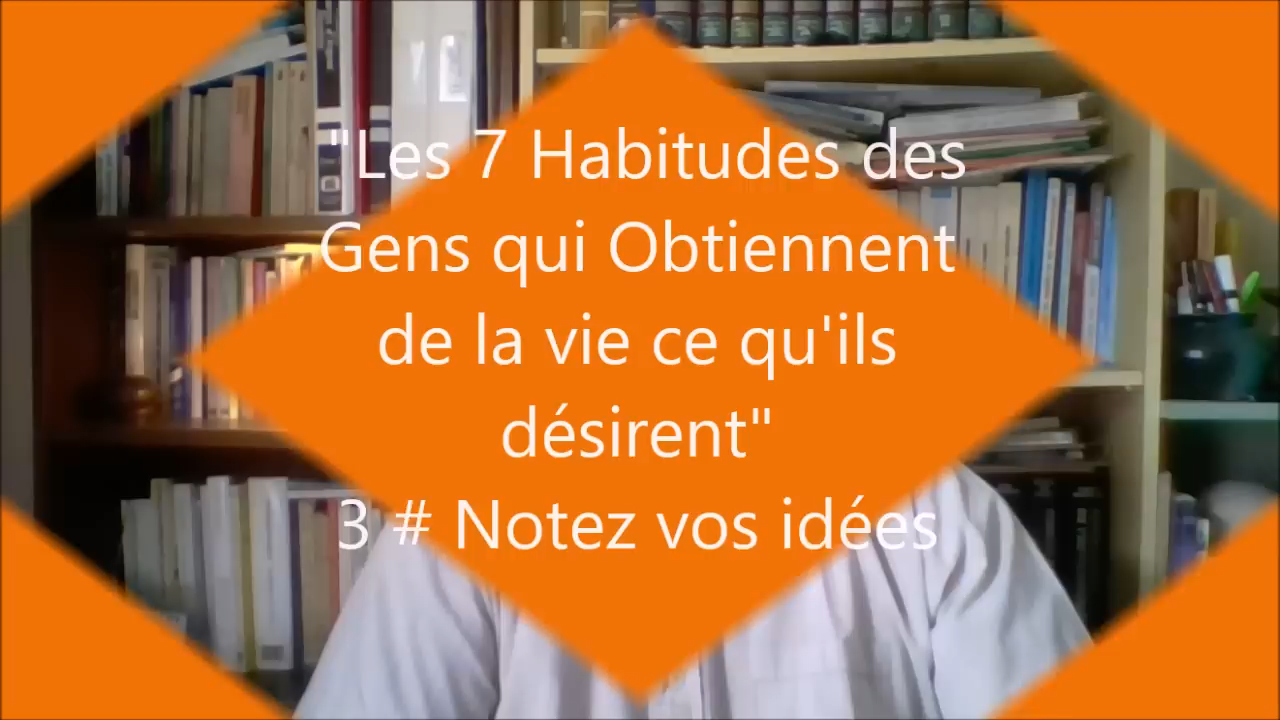 "Les 7 Habitudes des
Gens qui Obtiennent
de la vie ce qu'ils
désirent"
3 # Notez vos idées